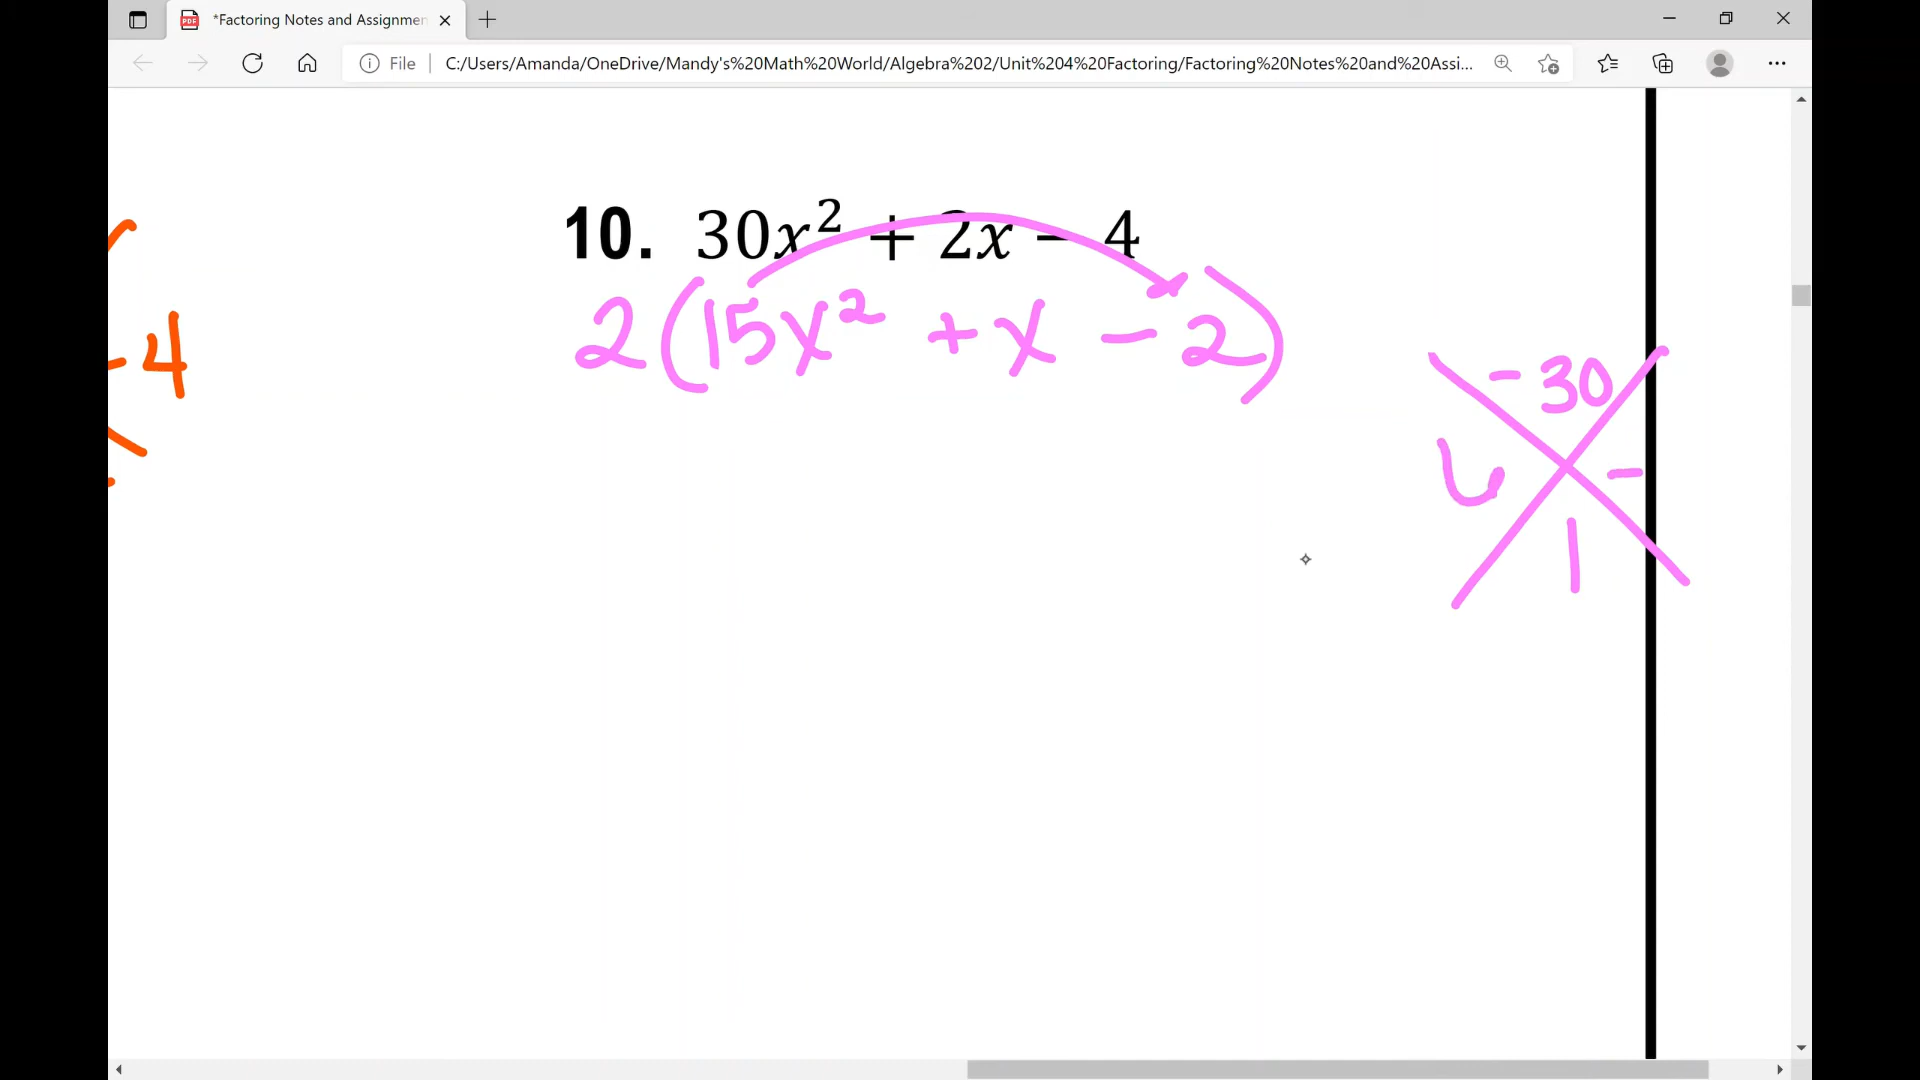 *Factoring Notes and Assignmen
File
C:/Users/Amanda/OneDrive/Mandy's%20Math%20World/Algebra%202/Unit%204%20Factoring/Factoring%20Notes%20and%20Assi...
10. 30x² + 2x − 4
2(15x² + x − 2)
-4
-30
6 -
1